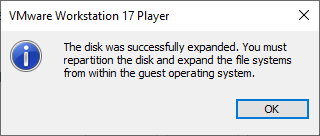 VMware Workstation 17 Player
The disk was successfully expanded. You must
repartition the disk and expand the file systems
from within the guest operating system.
OK